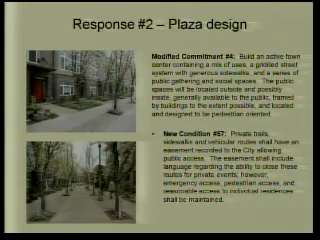 Response #2 – Plaza design
Modified Commitment #4: Build an active town
center containing a mix of uses, a gridded street
system with generous sidewalks, and a series of
public gathering and social spaces. The public
spaces will be located outside and possibly
inside, generally available to the public, framed
by buildings to the extent possible, and located
and designed to be pedestrian oriented.
• New Condition #57: Private trails,
sidewalks and vehicular routes shall have an
easement recorded to the City allowing
public access. The easement shall include
language regarding the ability to close these
routes for private events; however,
emergency access, pedestrian access, and
reasonable access to individual residences
shall be maintained.